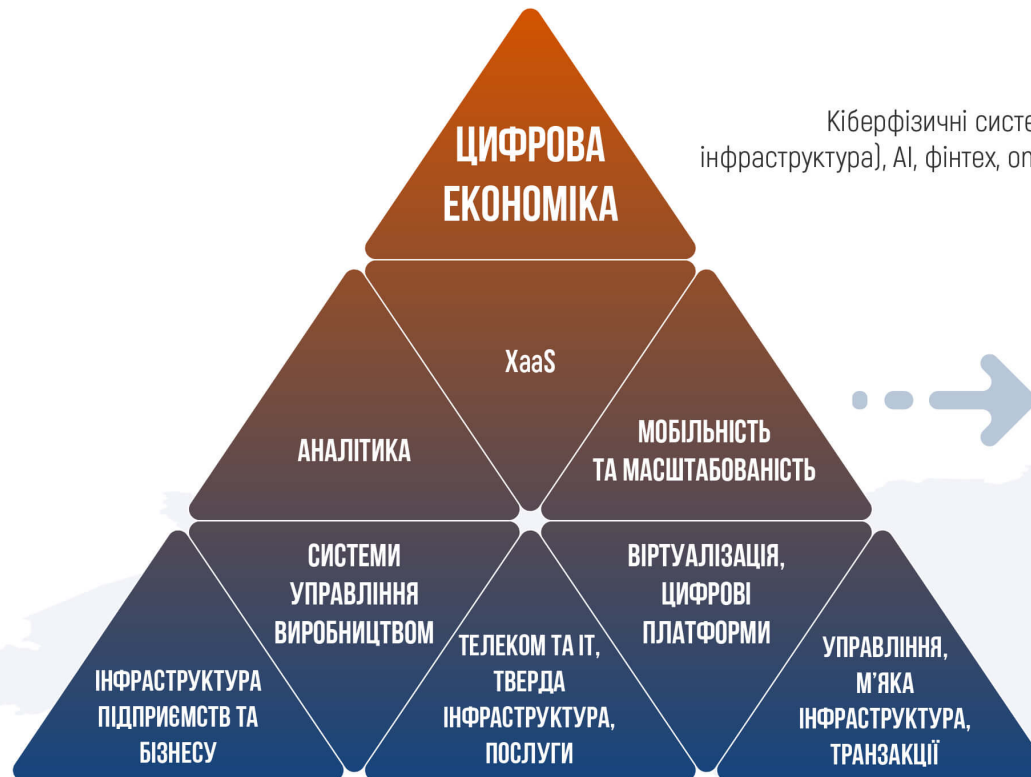 ЦИФРОВА
ЕКОНОМІКА
Кіберфізичні систе
інфраструктура), AI, фінтех, on
XaaS
АНАЛІТИКА
МОБІЛЬНІСТЬ
ТА МАСШТАБОВАНІСТЬ
СИСТЕМИ
УПРАВЛІННЯ
ВИРОБНИЦТВОМ
ВІРТУАЛІЗАЦІЯ,
ЦИФРОВІ
ПЛАТФОРМИ
ІНФРАСТРУКТУРА
ПІДПРИЄМСТВ ТА
БІЗНЕСУ
ТЕЛЕКОМ ТА ІТ,
ТВЕРДА
ІНФРАСТРУКТУРА,
ПОСЛУГИ
УПРАВЛІННЯ,
М'ЯКА
ІНФРАСТРУКТУРА,
ТРАНЗАКЦІЇ